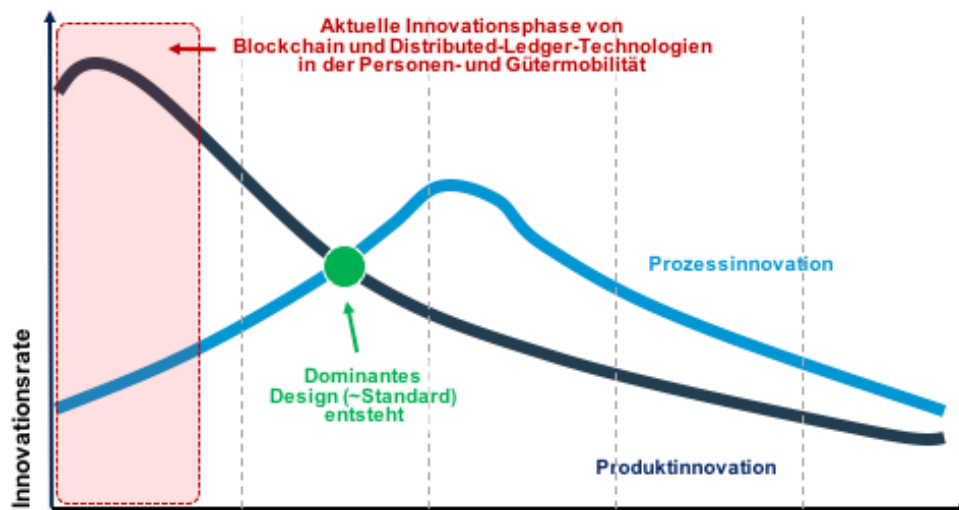 Aktuelle Innovationsphase von
Blockchain und Distributed-Ledger-Technologien
in der Personen- und Gütermobilität
Prozessinnovation
Dominantes
Design (~Standard)
entsteht
Produktinnovation
Innovationsrate